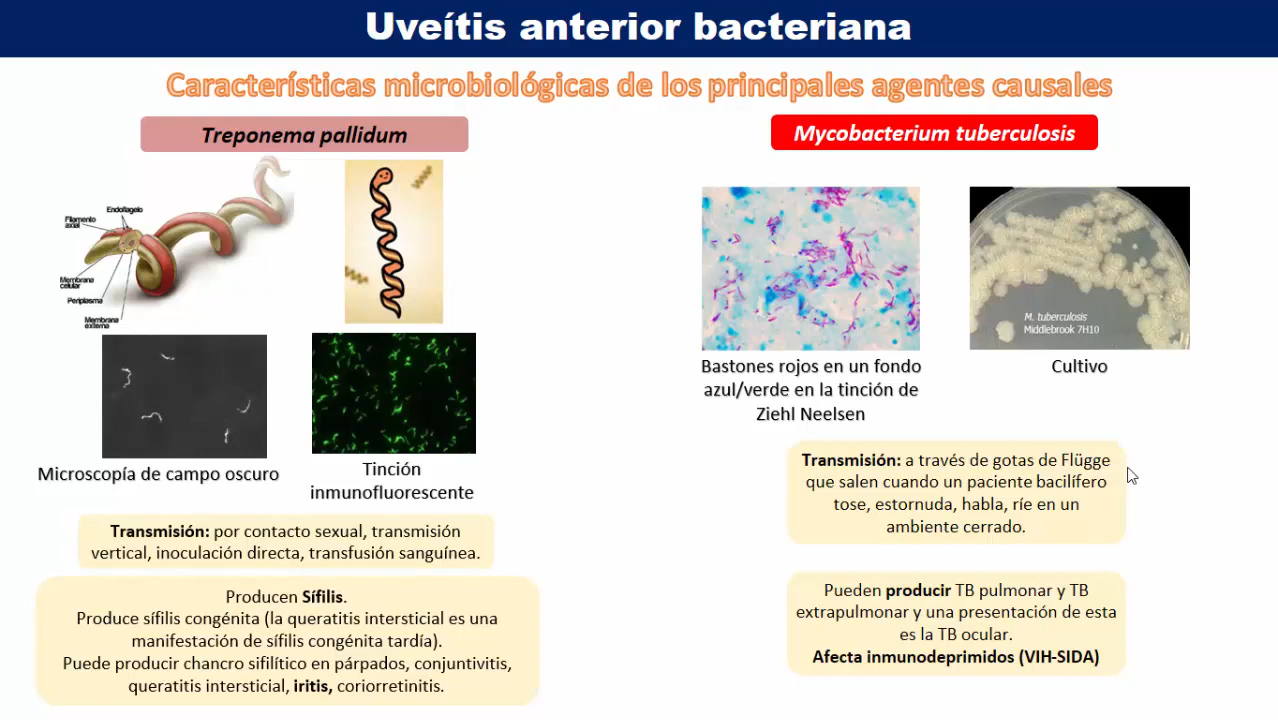 Uveítis anterior bacteriana
Características microbiológicas de los principales agentes causales
Treponema pallidum
Endoflagelo
Filamento
axial
Membrana
celular
Periplasma
Membrana
externa
Microscopía de campo oscuro
Tinción
inmunofluorescente
Transmisión: por contacto sexual, transmisión
vertical, inoculación directa, transfusión sanguínea.
Producen Sífilis.
Produce sífilis congénita (la queratitis intersticial es una
manifestación de sífilis congénita tardía).
Puede producir chancro sifilítico en párpados, conjuntivitis,
queratitis intersticial, iritis, coriorretinitis.
Mycobacterium tuberculosis
M. tuberculosis
Middlebrook 7H10
Bastones rojos en un fondo
azul/verde en la tinción de
Ziehl Neelsen
Cultivo
Transmisión: a través de gotas de Flügge
que salen cuando un paciente bacilífero
tose, estornuda, habla, ríe en un
ambiente cerrado.
Pueden producir TB pulmonar y TB
extrapulmonar y una presentación de esta
es la TB ocular.
Afecta inmunodeprimidos (VIH-SIDA)